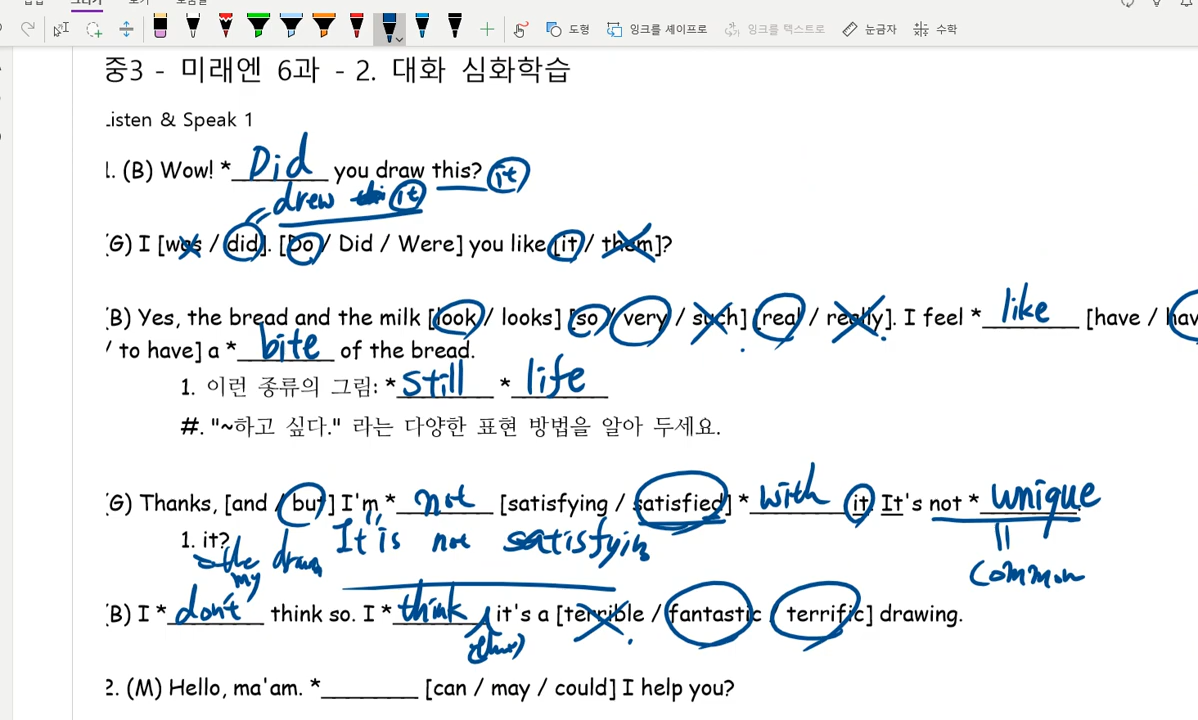 도형 잉크를 셰이프로 잉크를 텍스트로 눈금자 수학
중3 - 미래엔 6과 - 2. 대화 심화학습
Listen & Speak 1
1. (B) Wow! * Did you draw this? it
drew it
(G) I [was / did]. [Do / Did / Were] you like [it / them]?
(B) Yes, the bread and the milk [look / looks] [so / very / such] [real / really]. I feel * like [have / hav
/ to have] a * bite of the bread.
1. 이런 종류의 그림: * still * life
#. "~하고 싶다." 라는 다양한 표현 방법을 알아 두세요.
(G) Thanks, [and / but] I'm * not [satisfying / satisfied] * with it. It's not * unique
1. it? It is not satisfying
the
my
common
(B) I * don't think so. I * think it's a [terrible / fantastic / terrific] drawing.
2. (M) Hello, ma'am. *________ [can / may / could] I help you?